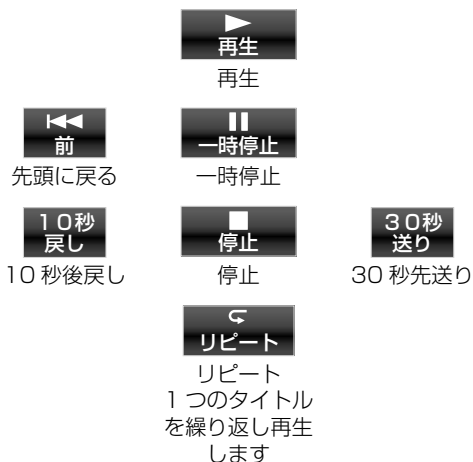 再生
再生
前
一時停止
先頭に戻る
一時停止
10秒
戻し
停止
30秒
送り
10 秒後戻し
停止
30 秒先送り
リピート
リピート
1 つのタイトル
を繰り返し再生
します